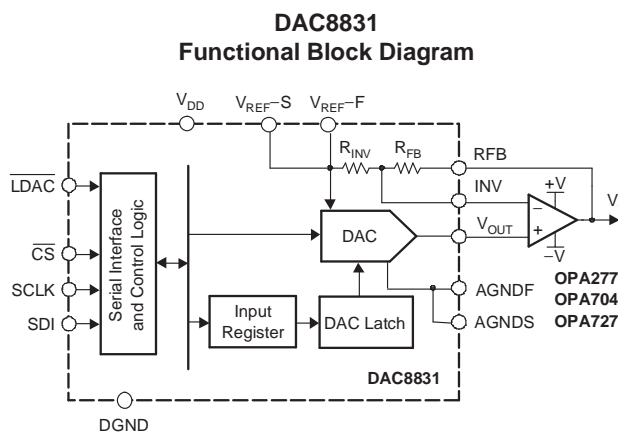 DAC8831
Functional Block Diagram
V_DD
V_REF−S
V_REF−F
R_INV
R_FB
RFB
INV
LDAC
+V
V
−
+
−V
V_OUT
DAC
CS
SCLK
SDI
Serial Interface
and Control Logic
Input
Register
DAC Latch
AGNDF
AGNDS
OPA277
OPA704
OPA727
DAC8831
DGND